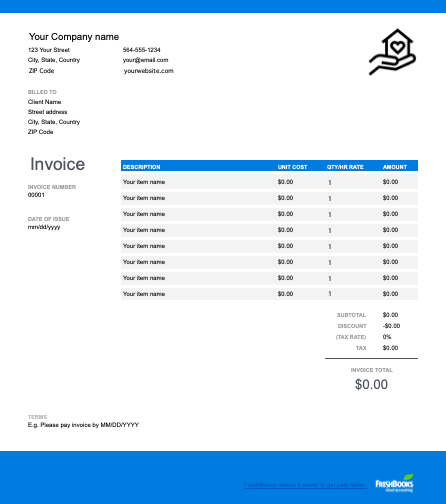 Your Company name
123 Your Street 564-555-1234
City, State, Country your@email.com
ZIP Code yourwebsite.com
BILLED TO
Client Name
Street address
City, State, Country
ZIP Code
Invoice
INVOICE NUMBER
00001
DATE OF ISSUE
mm/dd/yyyy
DESCRIPTION UNIT COST QTY/HR RATE AMOUNT
Your item name $0.00 1 $0.00
Your item name $0.00 1 $0.00
Your item name $0.00 1 $0.00
Your item name $0.00 1 $0.00
Your item name $0.00 1 $0.00
Your item name $0.00 1 $0.00
Your item name $0.00 1 $0.00
Your item name $0.00 1 $0.00
SUBTOTAL $0.00
DISCOUNT -$0.00
(TAX RATE) 0%
TAX $0.00
INVOICE TOTAL
$0.00
TERMS
E.g. Please pay invoice by MM/DD/YYYY
FreshBooks makes it easier to get paid faster.
FRESHBOOKS
cloud accounting